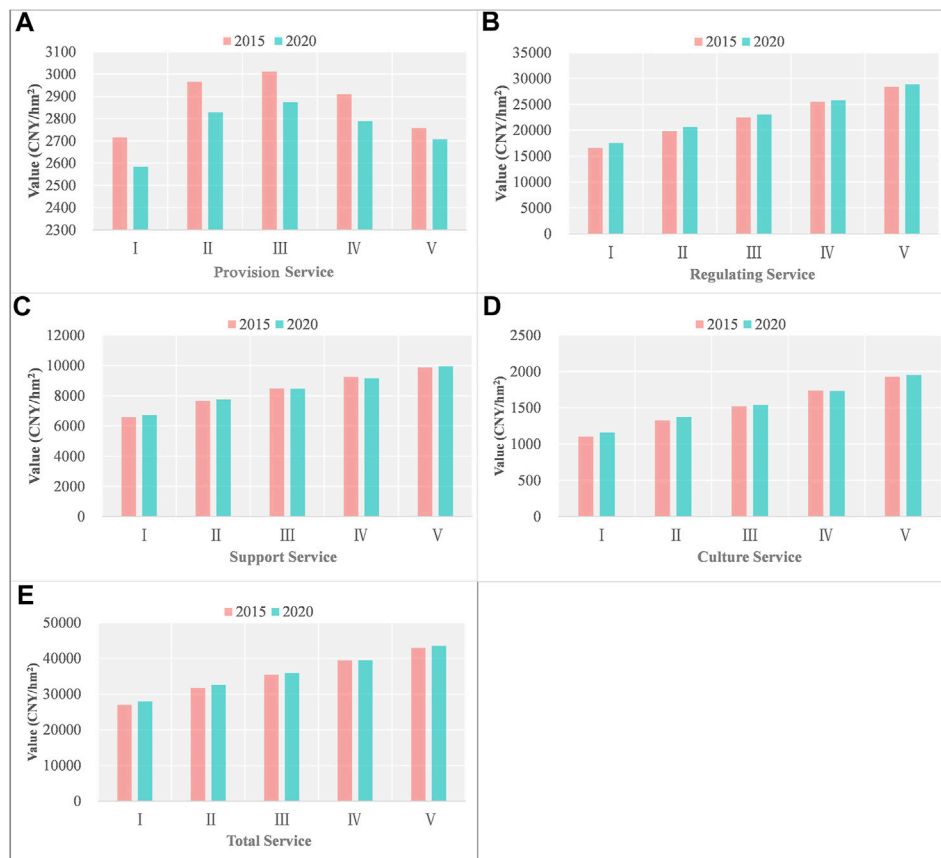 A
2015 2020
3100
3000
2900
2800
2700
2600
2500
2400
2300
Value (CNY/hm²)
I II III IV V
Provision Service
B
2015 2020
35000
30000
25000
20000
15000
10000
5000
0
Value (CNY/hm²)
I II III IV V
Regulating Service
C
2015 2020
12000
10000
8000
6000
4000
2000
0
Value (CNY/hm²)
I II III IV V
Support Service
D
2015 2020
2500
2000
1500
1000
500
0
Value (CNY/hm²)
I II III IV V
Culture Service
E
2015 2020
50000
40000
30000
20000
10000
0
Value (CNY/hm²)
I II III IV V
Total Service